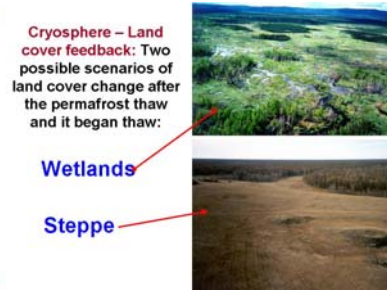 Cryosphere – Land
cover feedback: Two
possible scenarios of
land cover change after
the permafrost thaw
and it began thaw:
Wetlands
Steppe